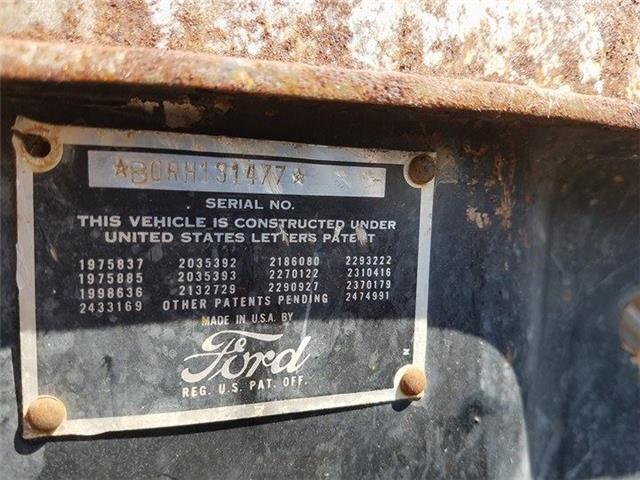 ★B0RH131477★
SERIAL NO.
THIS VEHICLE IS CONSTRUCTED UNDER
UNITED STATES LETTERS PATENT
1975837 2035392 2186080 2293222
1975885 2035393 2270122 2310416
1998636 2132729 2290927 2370179
2433169 OTHER PATENTS PENDING 2474991
MADE IN U.S.A. BY
Ford
REG. U.S. PAT. OFF.
N